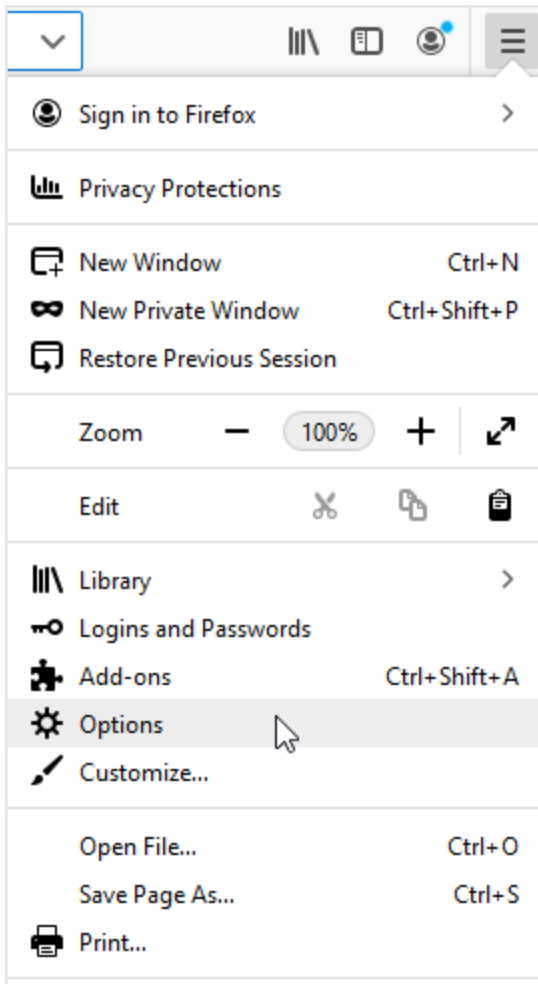 Sign in to Firefox
Privacy Protections
New Window Ctrl+N
New Private Window Ctrl+Shift+P
Restore Previous Session
Zoom 100%
Edit
Library
Logins and Passwords
Add-ons Ctrl+Shift+A
Options
Customize...
Open File... Ctrl+O
Save Page As... Ctrl+S
Print...